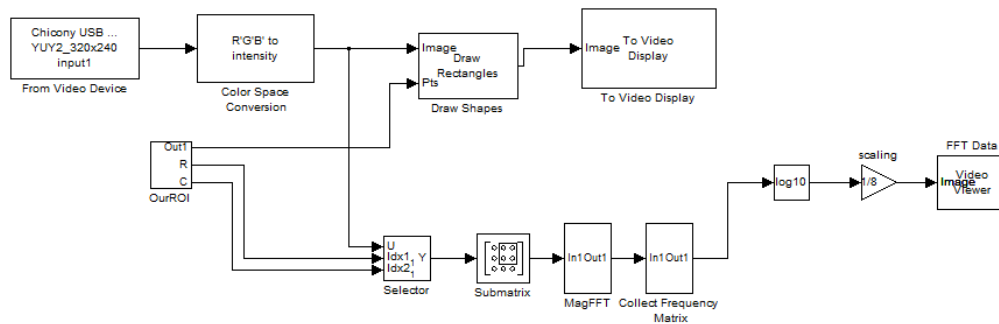 Chicony USB ...
YUY2_320x240
input1
From Video Device
R'G'B' to
intensity
Color Space
Conversion
Image
Draw
Rectangles
Pts
Draw Shapes
Image
To Video
Display
To Video Display
Out1
R
C
OurROI
U
Idx1
1
Y
Idx2
1
Selector
Submatrix
In1
Out1
MagFFT
In1
Out1
Collect Frequency
Matrix
log10
scaling
1/8
FFT Data
Image
Video
Viewer